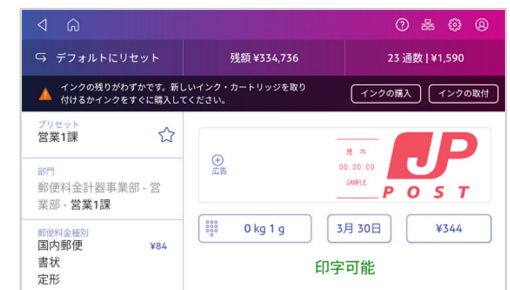 デフォルトにリセット
残額 ¥334,736
23 通数 | ¥1,590
インクの残りがわずかです。新しいインク・カートリッジを取り
付けるかインクをすぐに購入してください。
インクの購入
インクの取付
プリセット
営業1課
部門
郵便料金計器事業部 - 営
業部 - 営業1課
郵便料金種別
国内郵便 ¥84
書状
定形
広告
見 本
00.00.00
SAMPLE
JP
POST
0 kg 1 g
3月 30日
¥344
印字可能